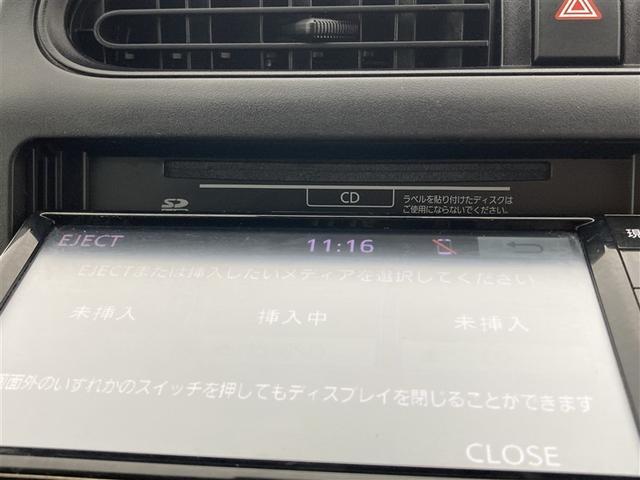 SD
CD
ラベルを貼り付けたディスクは
ご使用にならないでください。
現
EJECT
11:16
EJECTまたは挿入したいメディアを選択してください
未挿入
挿入中
未挿入
画面外のいずれかのスイッチを押してもディスプレイを閉じることができます
CLOSE